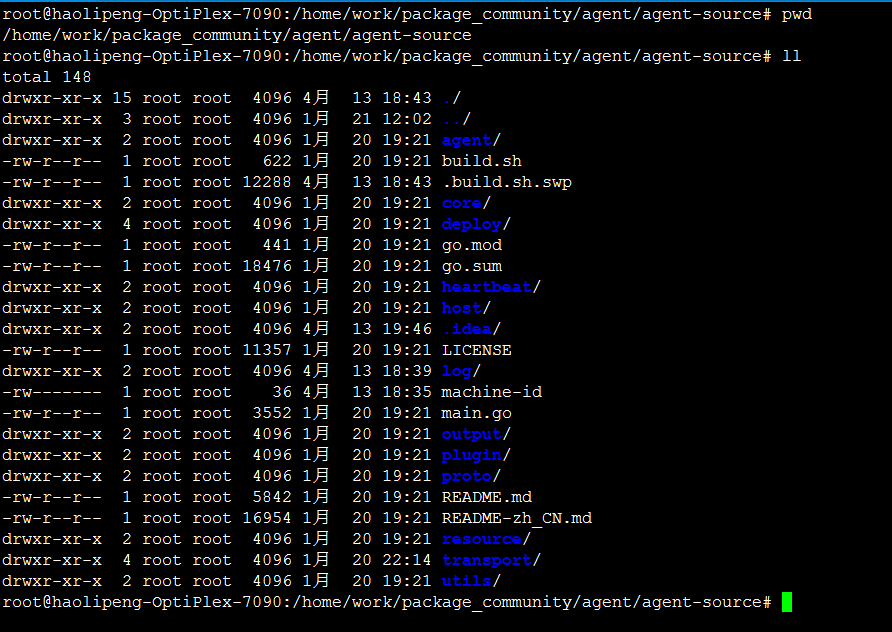 root@haolipeng-OptiPlex-7090:/home/work/package_community/agent/agent-source# pwd
/home/work/package_community/agent/agent-source
root@haolipeng-OptiPlex-7090:/home/work/package_community/agent/agent-source# ll
total 148
drwxr-xr-x 15 root root  4096 4月  13 18:43 ./
drwxr-xr-x  3 root root  4096 1月  21 12:02 ../
drwxr-xr-x  2 root root  4096 1月  20 19:21 agent/
-rw-r--r--  1 root root   622 1月  20 19:21 build.sh
-rw-r--r--  1 root root 12288 4月  13 18:43 .build.sh.swp
drwxr-xr-x  2 root root  4096 1月  20 19:21 core/
drwxr-xr-x  4 root root  4096 1月  20 19:21 deploy/
-rw-r--r--  1 root root   441 1月  20 19:21 go.mod
-rw-r--r--  1 root root 18476 1月  20 19:21 go.sum
drwxr-xr-x  2 root root  4096 1月  20 19:21 heartbeat/
drwxr-xr-x  2 root root  4096 1月  20 19:21 host/
drwxr-xr-x  2 root root  4096 4月  13 19:46 .idea/
-rw-r--r--  1 root root 11357 1月  20 19:21 LICENSE
drwxr-xr-x  2 root root  4096 4月  13 18:39 log/
-rw-------  1 root root    36 4月  13 18:35 machine-id
-rw-r--r--  1 root root  3552 1月  20 19:21 main.go
drwxr-xr-x  2 root root  4096 1月  20 19:21 output/
drwxr-xr-x  2 root root  4096 1月  20 19:21 plugin/
drwxr-xr-x  2 root root  4096 1月  20 19:21 proto/
-rw-r--r--  1 root root  5842 1月  20 19:21 README.md
-rw-r--r--  1 root root 16954 1月  20 19:21 README-zh_CN.md
drwxr-xr-x  2 root root  4096 1月  20 19:21 resource/
drwxr-xr-x  4 root root  4096 1月  20 22:14 transport/
drwxr-xr-x  2 root root  4096 1月  20 19:21 utils/
root@haolipeng-OptiPlex-7090:/home/work/package_community/agent/agent-source#